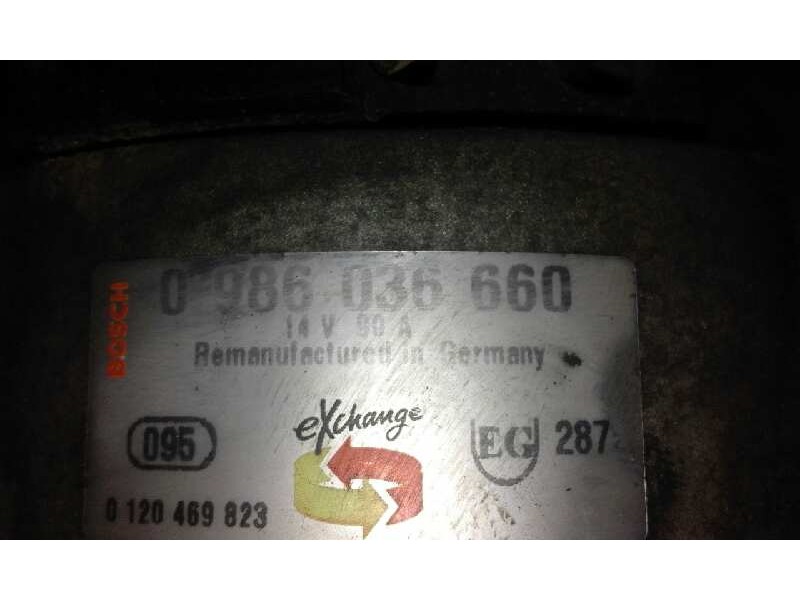 BOSCH
0 986 036 660
14 V 90 A
Remanufactured in Germany
eXchange
095
EG 287
0 120 469 823